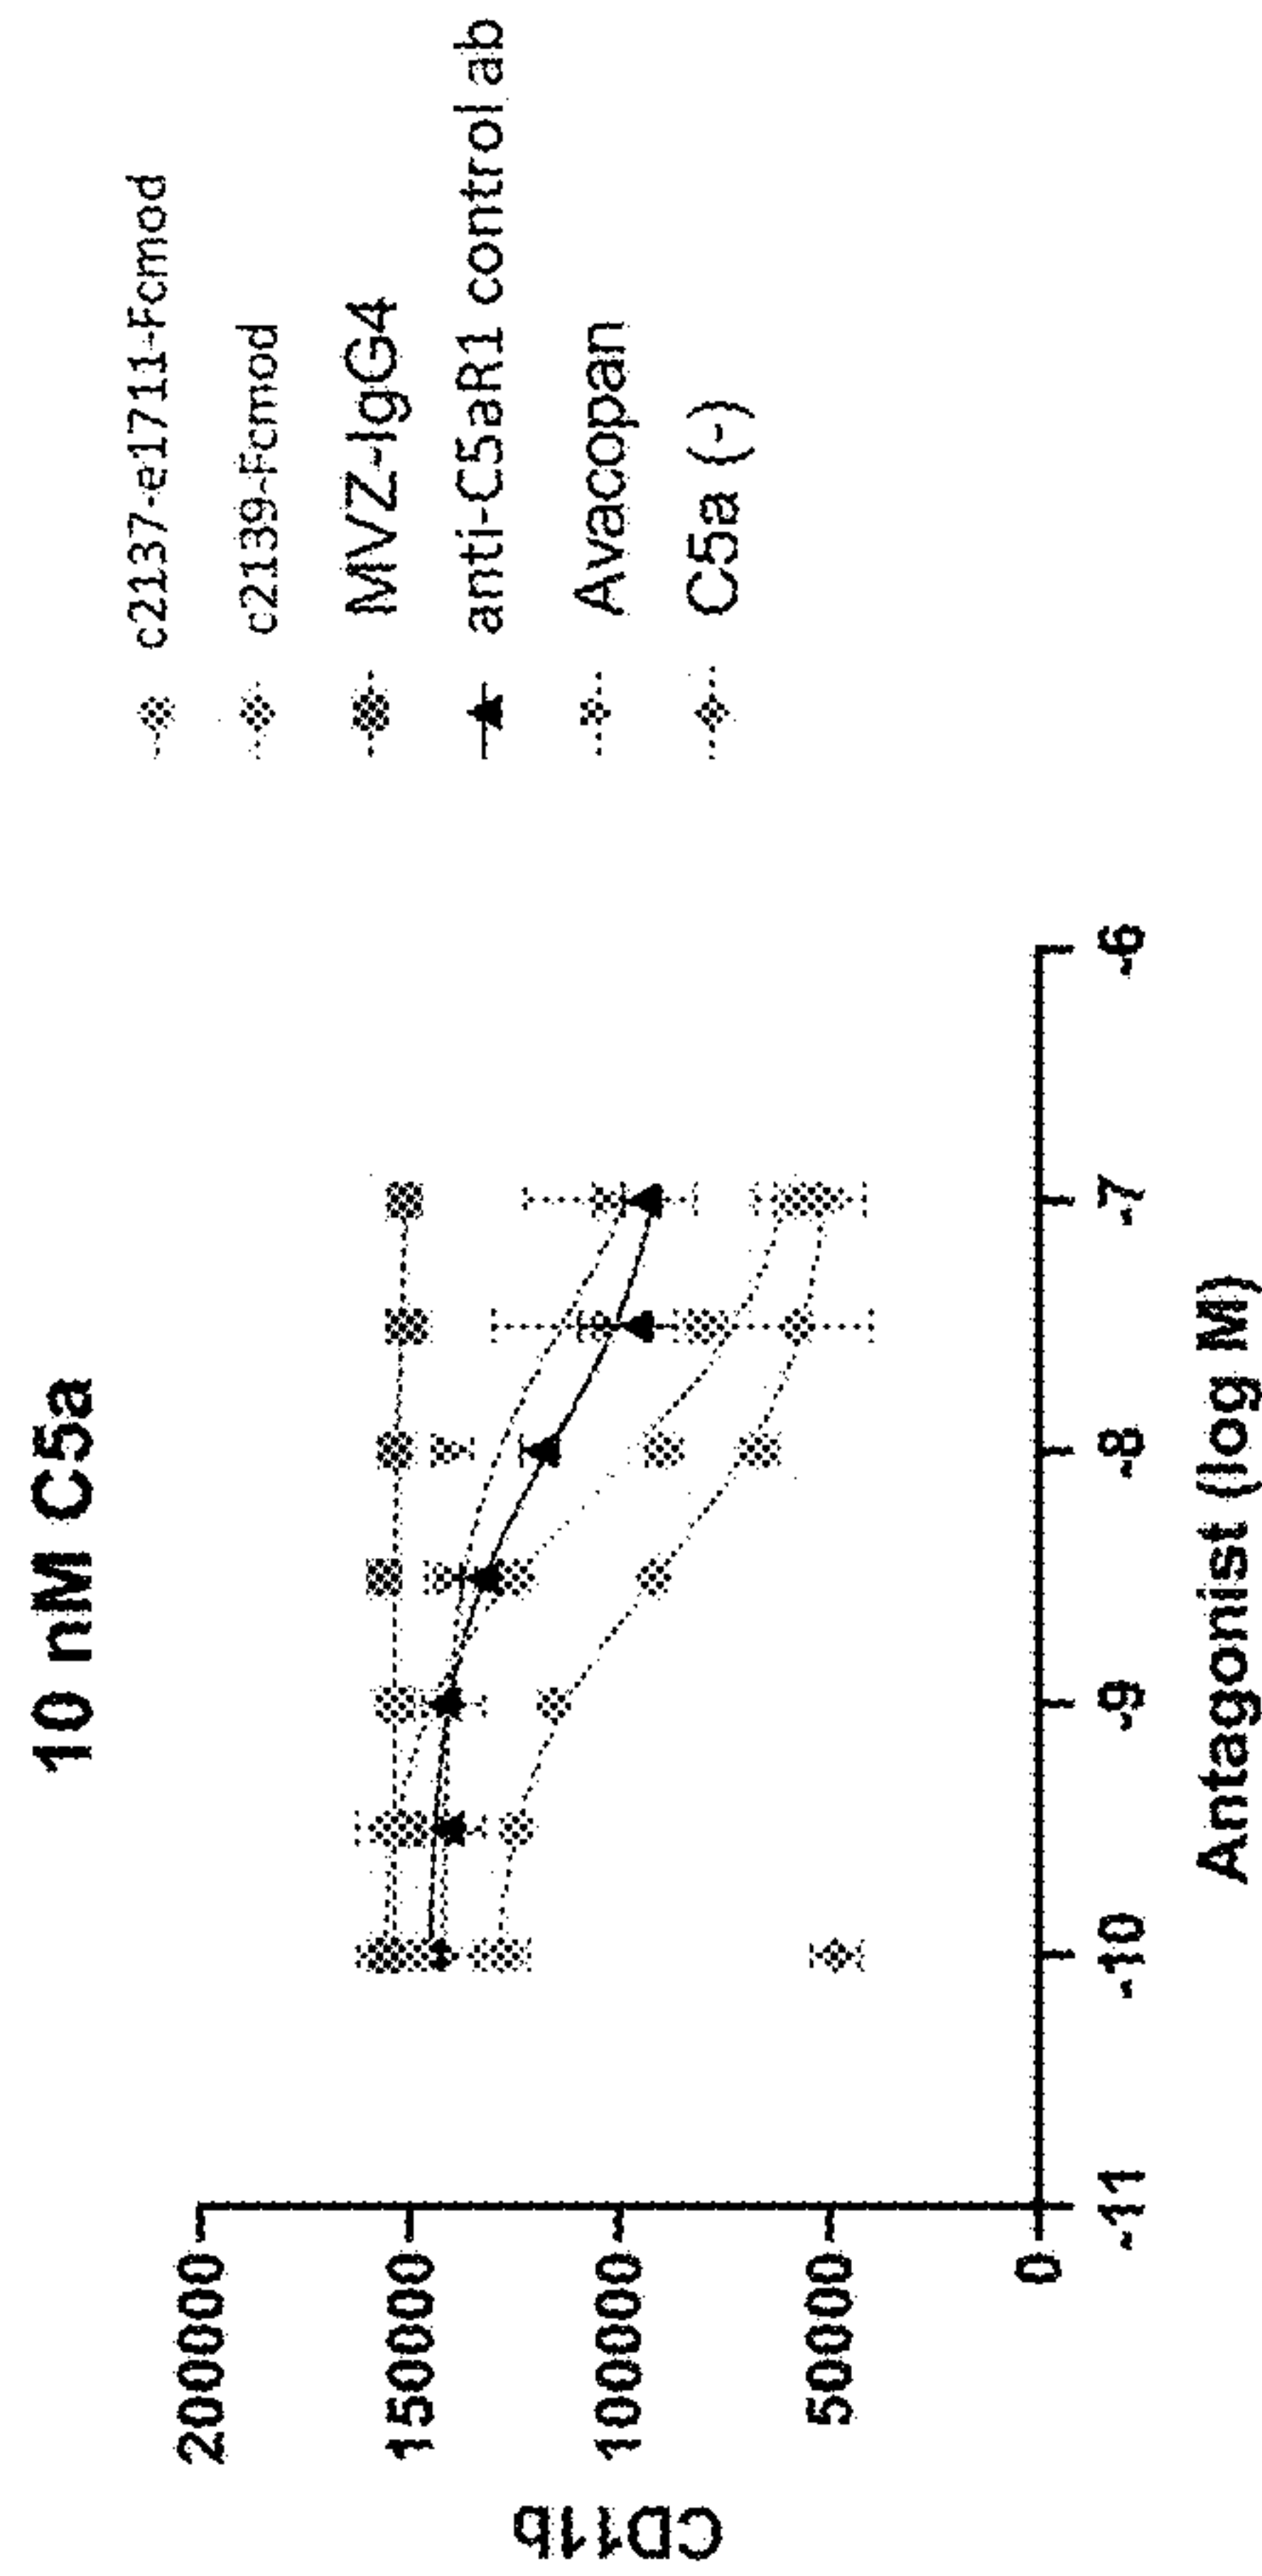 10 nM C5a
c2137-e1711-Fcmod
c2139-Fcmod
MVZ-IgG4
anti-C5aR1 control ab
Avacopan
C5a (-)
CD11b
200000
150000
100000
50000
0
-11
-10
-9
-8
-7
-6
Antagonist (log M)